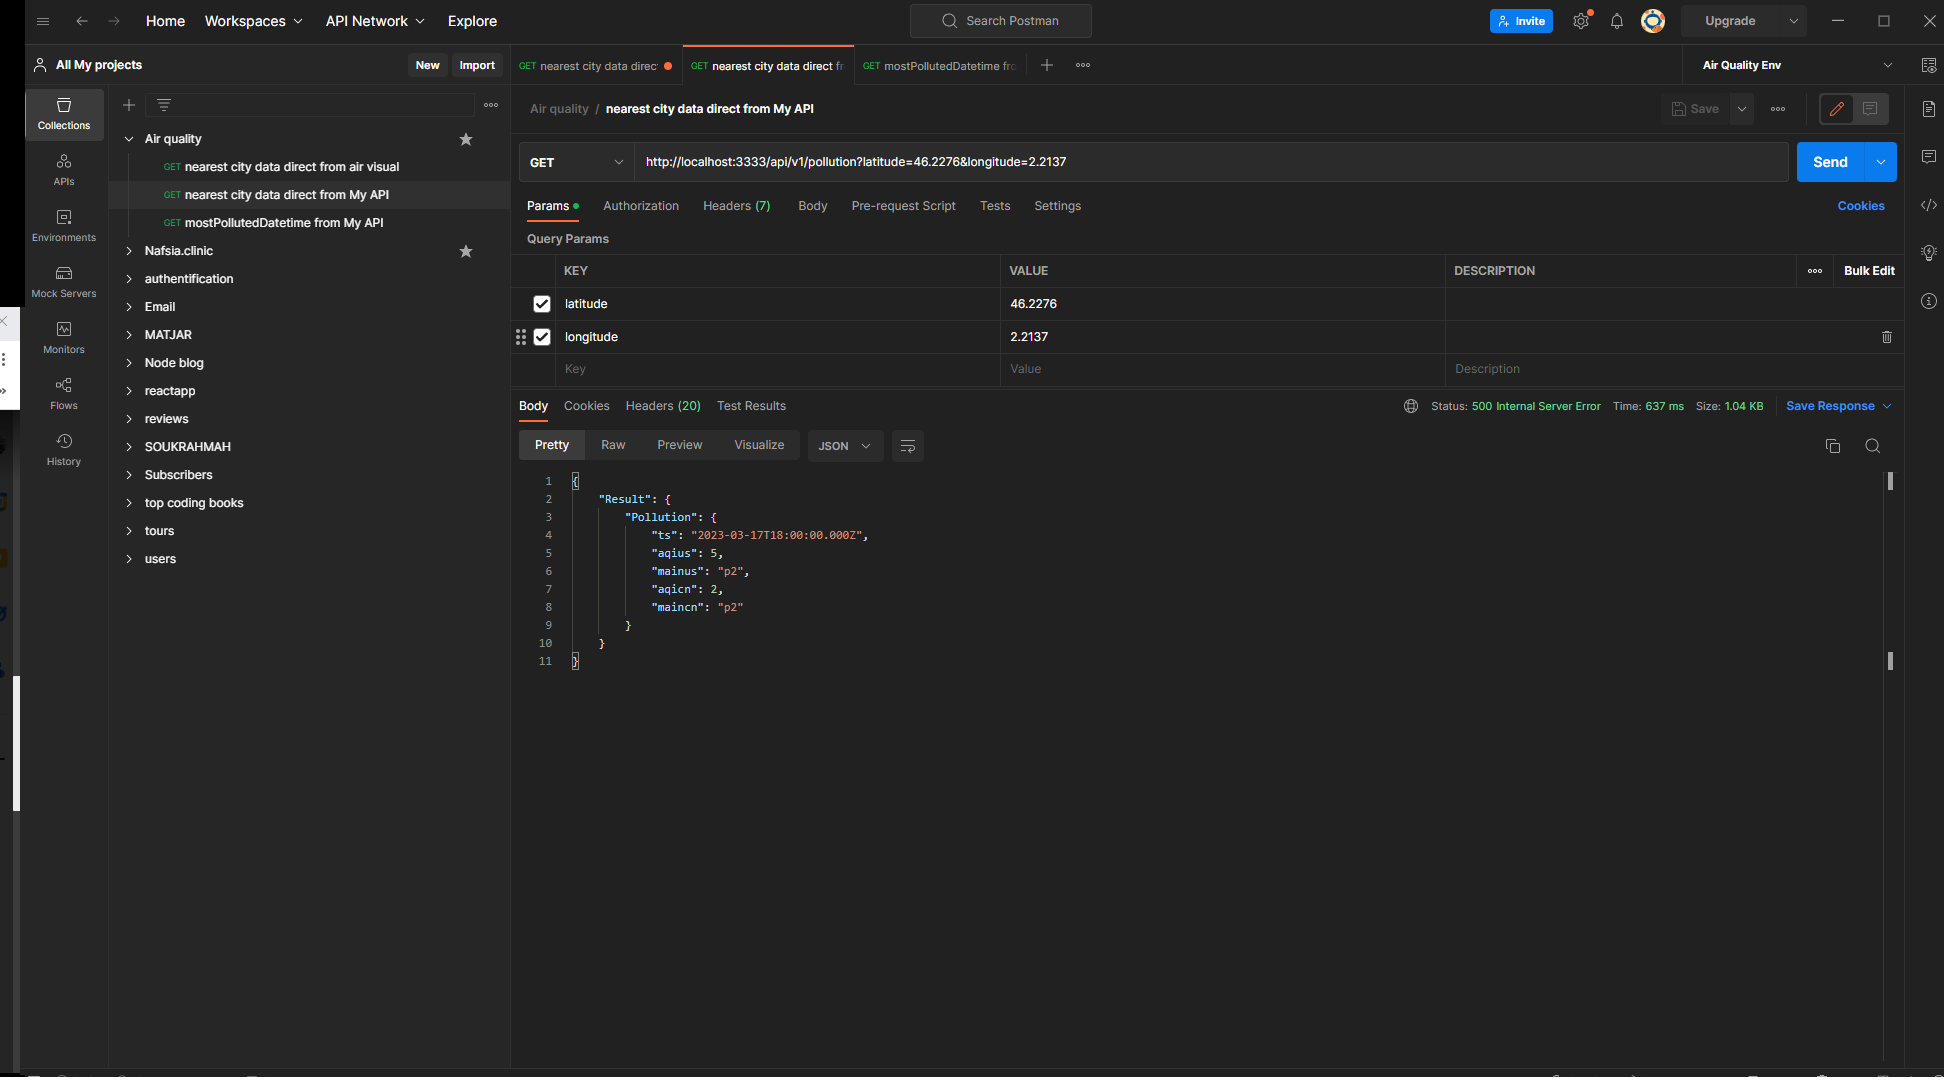 Home Workspaces API Network Explore Search Postman Invite Upgrade
All My projects New Import
GET nearest city data direc GET nearest city data direct fr GET mostPollutedDatetime fro Air Quality Env
Collections
APIs
Environments
Mock Servers
Monitors
Flows
History
Air quality
GET nearest city data direct from air visual
GET nearest city data direct from My API
GET mostPollutedDatetime from My API
Nafsia.clinic
authentification
Email
MATJAR
Node blog
reactapp
reviews
SOUKRAHMAH
Subscribers
top coding books
tours
users
Air quality / nearest city data direct from My API Save
GET http://localhost:3333/api/v1/pollution?latitude=46.2276&longitude=2.2137 Send
Params Authorization Headers (7) Body Pre-request Script Tests Settings Cookies
Query Params
KEY VALUE DESCRIPTION Bulk Edit
latitude 46.2276
longitude 2.2137
Key Value Description
Body Cookies Headers (20) Test Results Status: 500 Internal Server Error Time: 637 ms Size: 1.04 KB Save Response
Pretty Raw Preview Visualize JSON
1 {
2 "Result": {
3 "Pollution": {
4 "ts": "2023-03-17T18:00:00.000Z",
5 "aqius": 5,
6 "mainus": "p2",
7 "aqicn": 2,
8 "maincn": "p2"
9 }
10 }
11 }